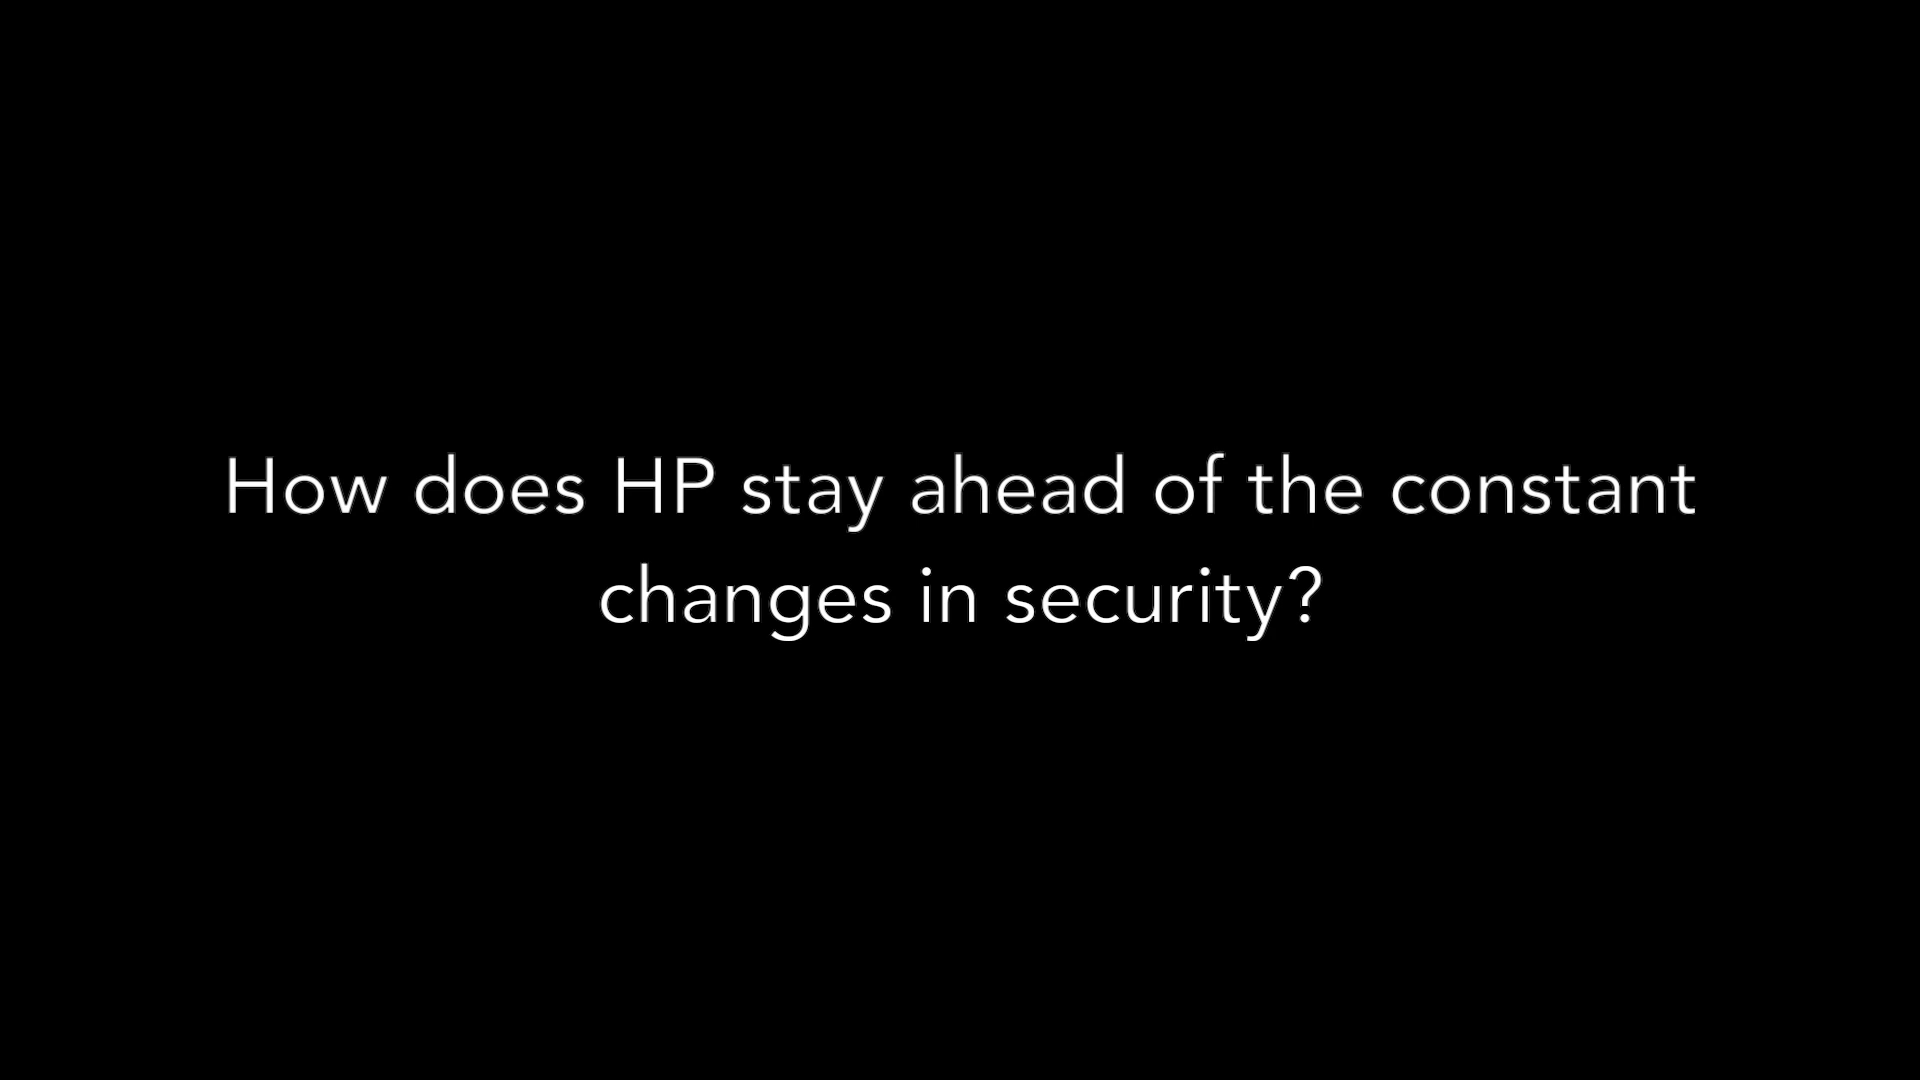 How does HP stay ahead of the constant
changes in security?